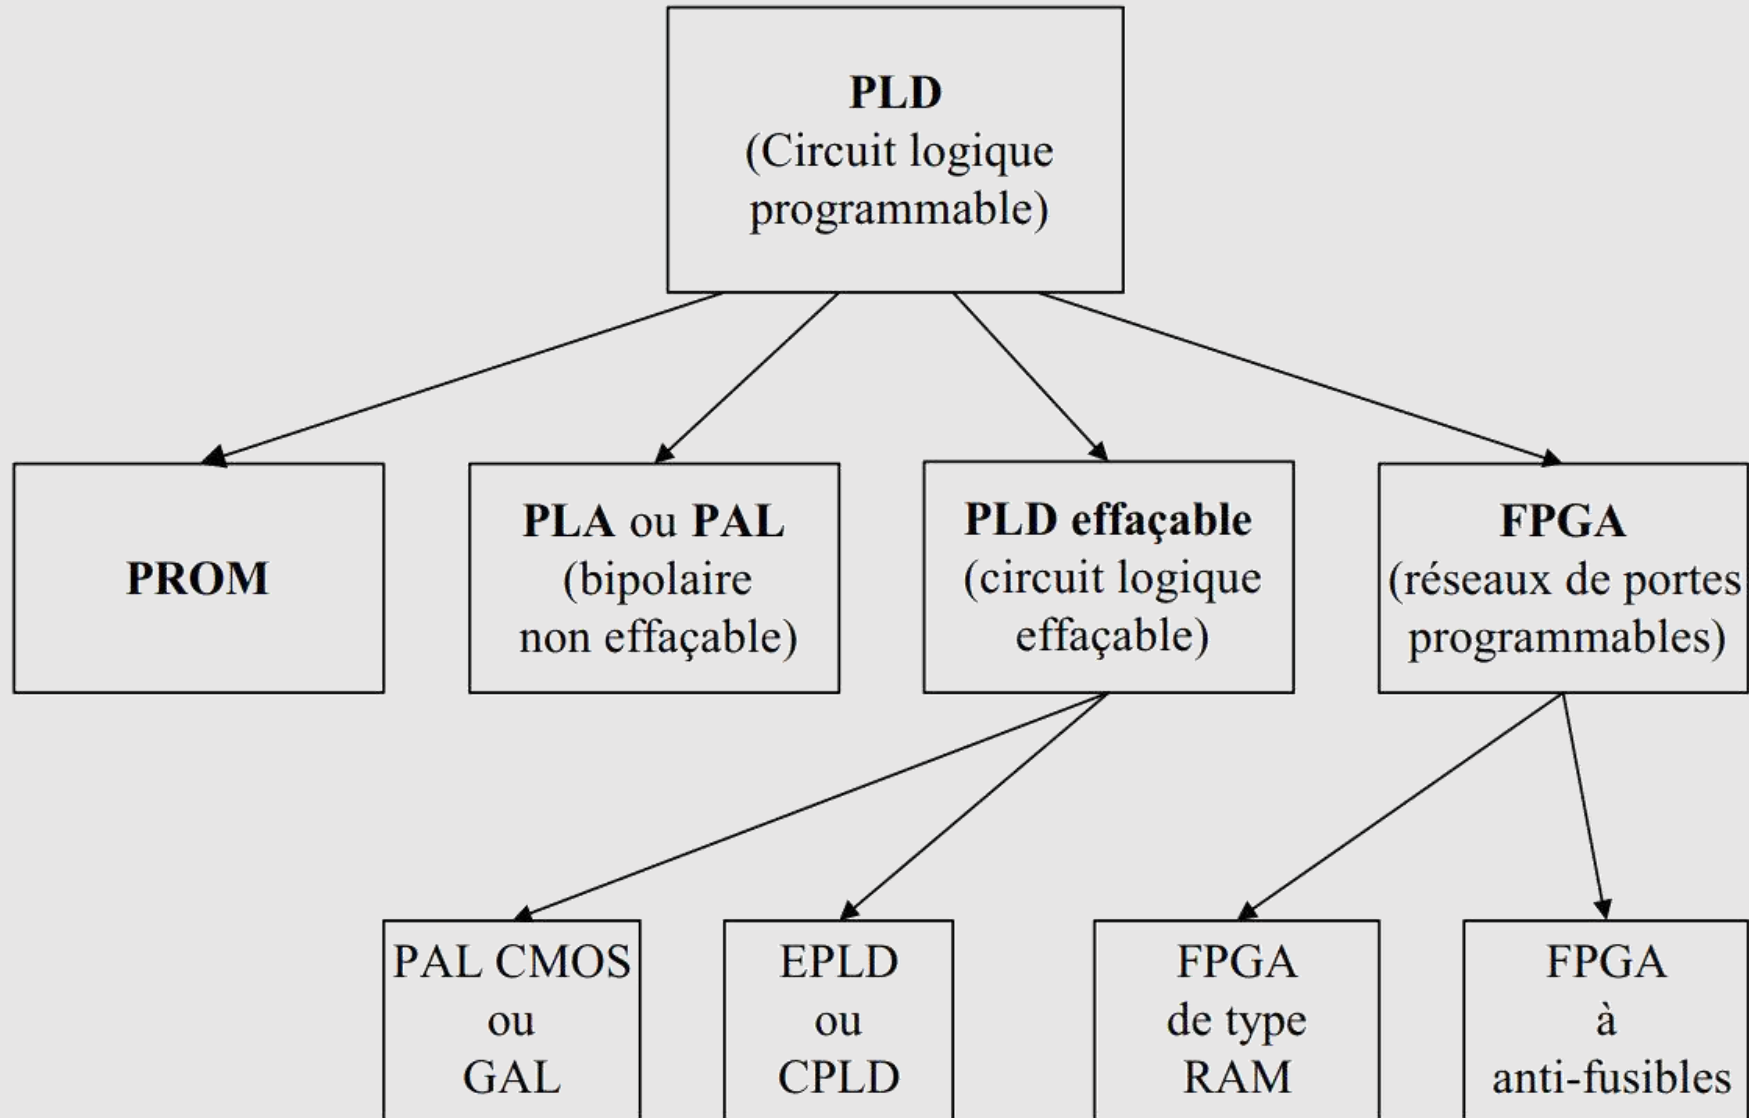 PLD
(Circuit logique
programmable)
PROM
PLA ou PAL
(bipolaire
non effaçable)
PLD effaçable
(circuit logique
effaçable)
FPGA
(réseaux de portes
programmables)
PAL CMOS
ou
GAL
EPLD
ou
CPLD
FPGA
de type
RAM
FPGA
à
anti-fusibles